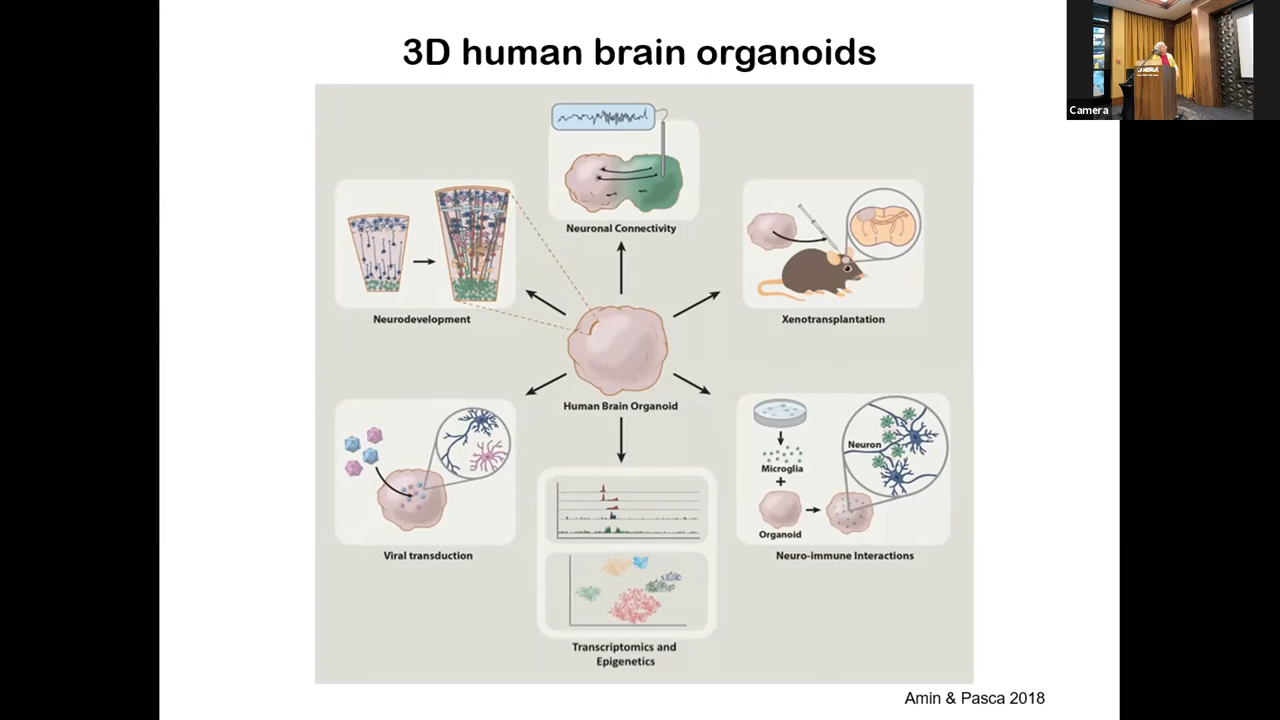 3D human brain organoids
Camera
Neuronal Connectivity
Neurodevelopment
Xenotransplantation
Human Brain Organoid
Neuron
Microglia
+
Organoid
Viral transduction
Neuro-immune Interactions
Transcriptomics and
Epigenetics
Amin & Pasca 2018